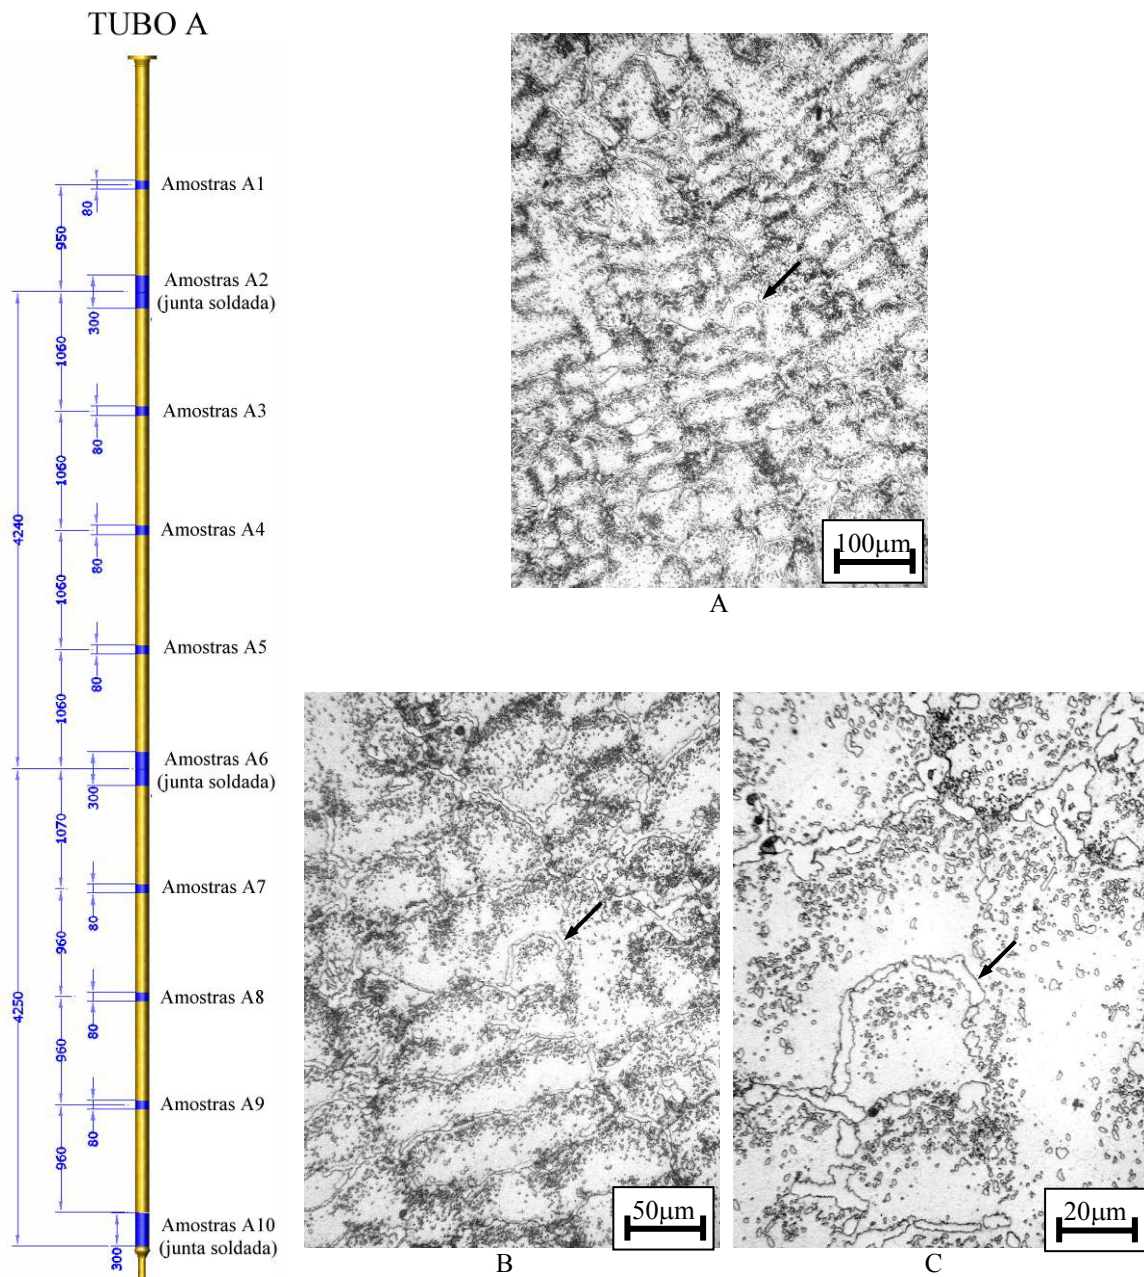 TUBO A
Amostras A1
80
950
Amostras A2
(junta soldada)
300
1060
Amostras A3
80
1060
4240
Amostras A4
80
1060
Amostras A5
80
1060
Amostras A6
(junta soldada)
300
1070
Amostras A7
80
960
4250
Amostras A8
80
960
Amostras A9
80
960
Amostras A10
(junta soldada)
300
100µm
A
50µm
B
20µm
C